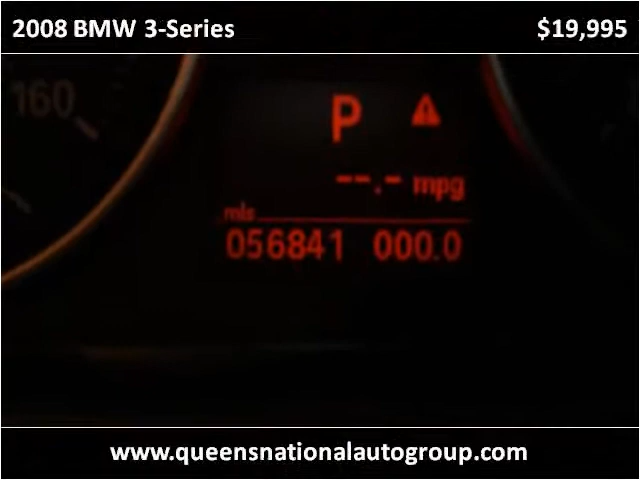 2008 BMW 3-Series $19,995
160
P
--.- mpg
mls
056841 000.0
www.queensnationalautogroup.com